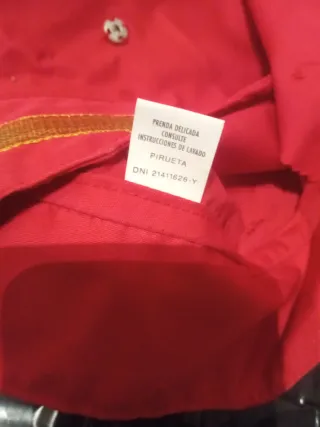 PRENDA DELICADA
CONSULTE
INSTRUCCIONES DE LAVADO
PIRUETA
DNI 21411626-Y